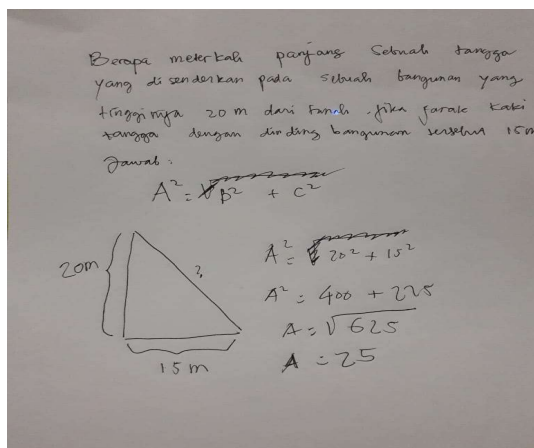 Berapa meterkah panjang Sebuah tangga
yang di senderkan pada sebuah bangunan yang
tingginya 20 m dari tanah. jika jarak kaki
tangga dengan dinding bangunan tersebut 15m
Jawab :
A² = B² + C²
20m
?
15 m
A² = 20² + 15²
A² = 400 + 225
A = √625
A = 25